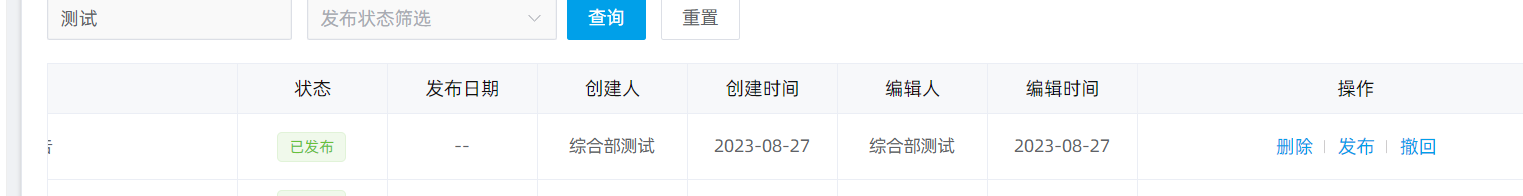 测试 发布状态筛选 查询 重置
状态 发布日期 创建人 创建时间 编辑人 编辑时间 操作
已发布 -- 综合部测试 2023-08-27 综合部测试 2023-08-27 删除 发布 撤回